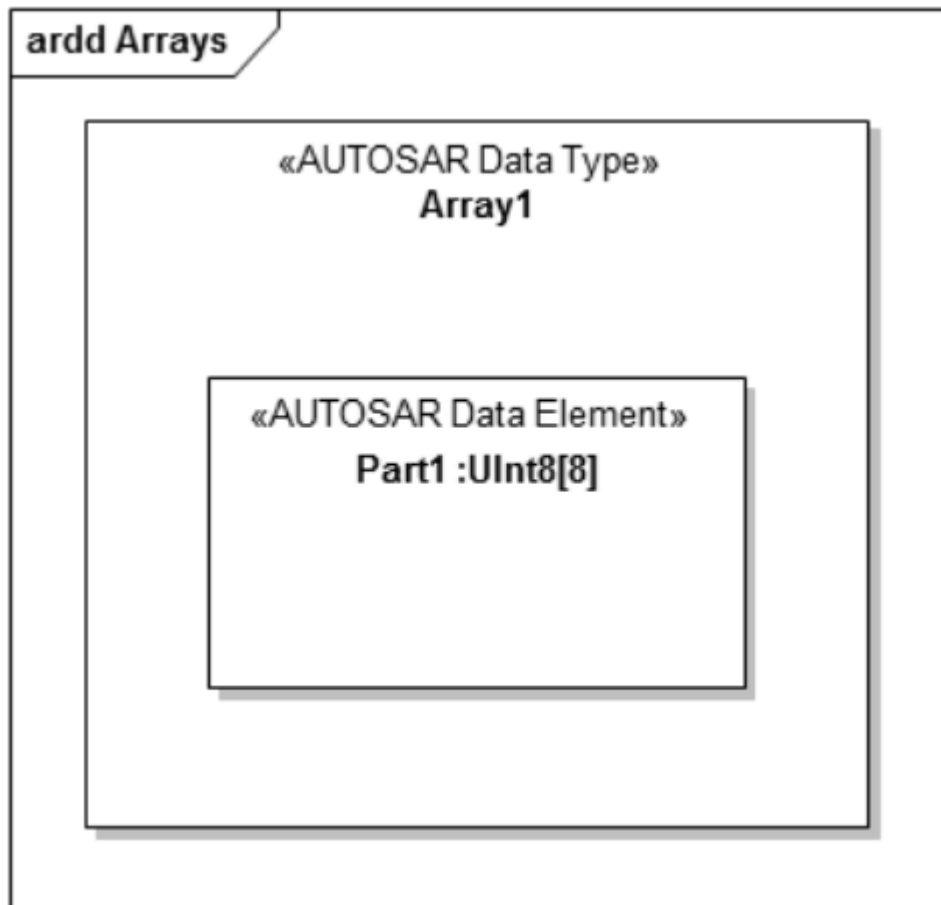 ardd Arrays
«AUTOSAR Data Type»
Array1
«AUTOSAR Data Element»
Part1 :UInt8[8]